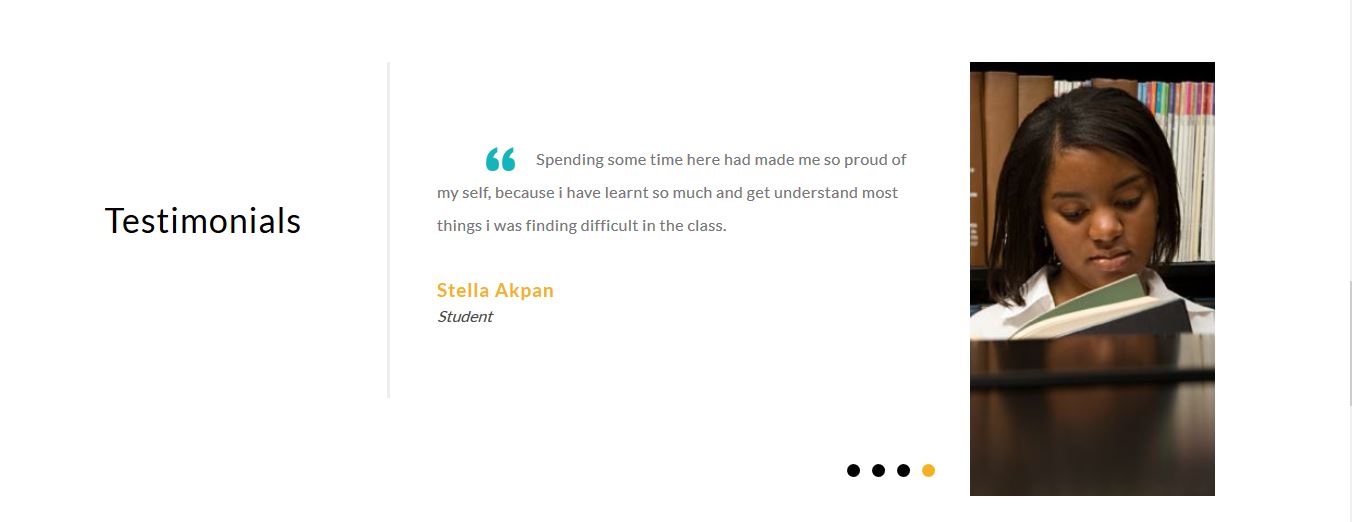 Testimonials
“ Spending some time here had made me so proud of
my self, because i have learnt so much and get understand most
things i was finding difficult in the class.
Stella Akpan
Student